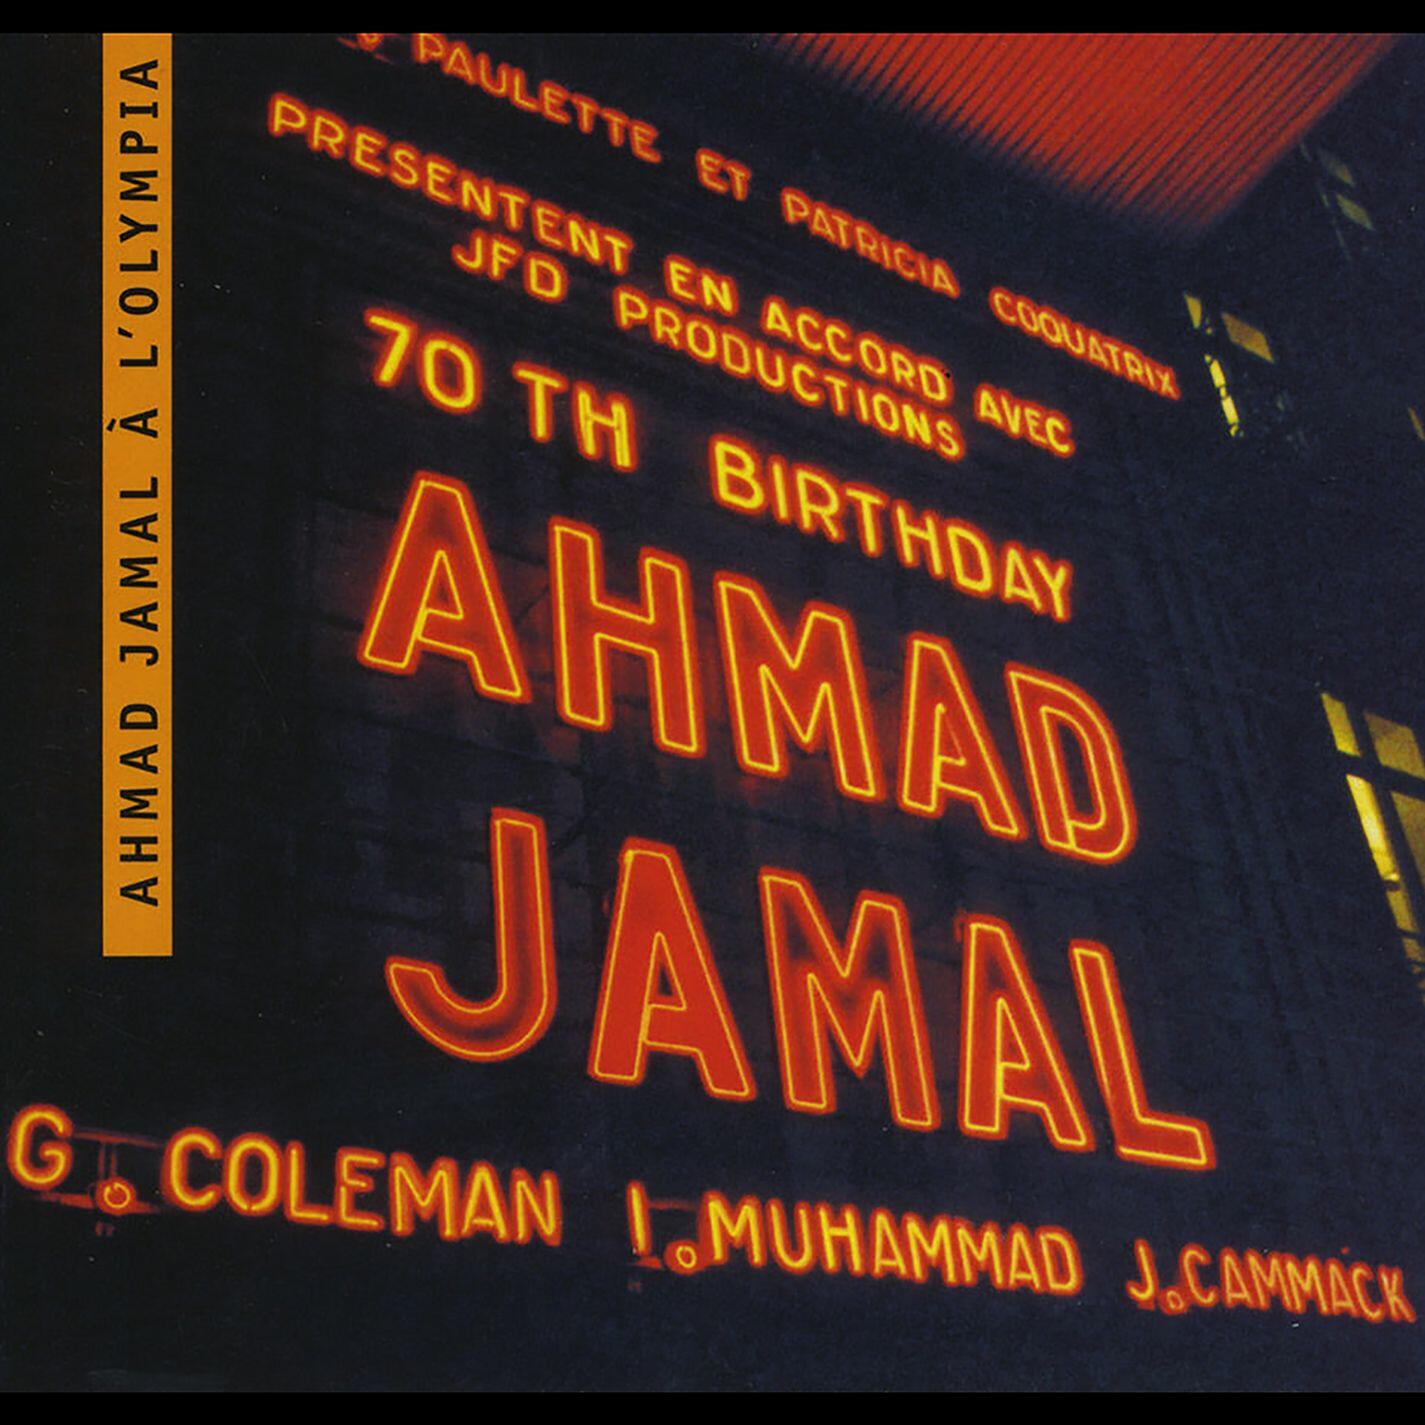 AHMAD JAMAL À L'OLYMPIA
PAULETTE ET PATRICIA COQUATRIX
PRESENTENT EN ACCORD AVEC
JFD PRODUCTIONS
70 TH BIRTHDAY
AHMAD
JAMAL
G. COLEMAN I. MUHAMMAD J. CAMMACK